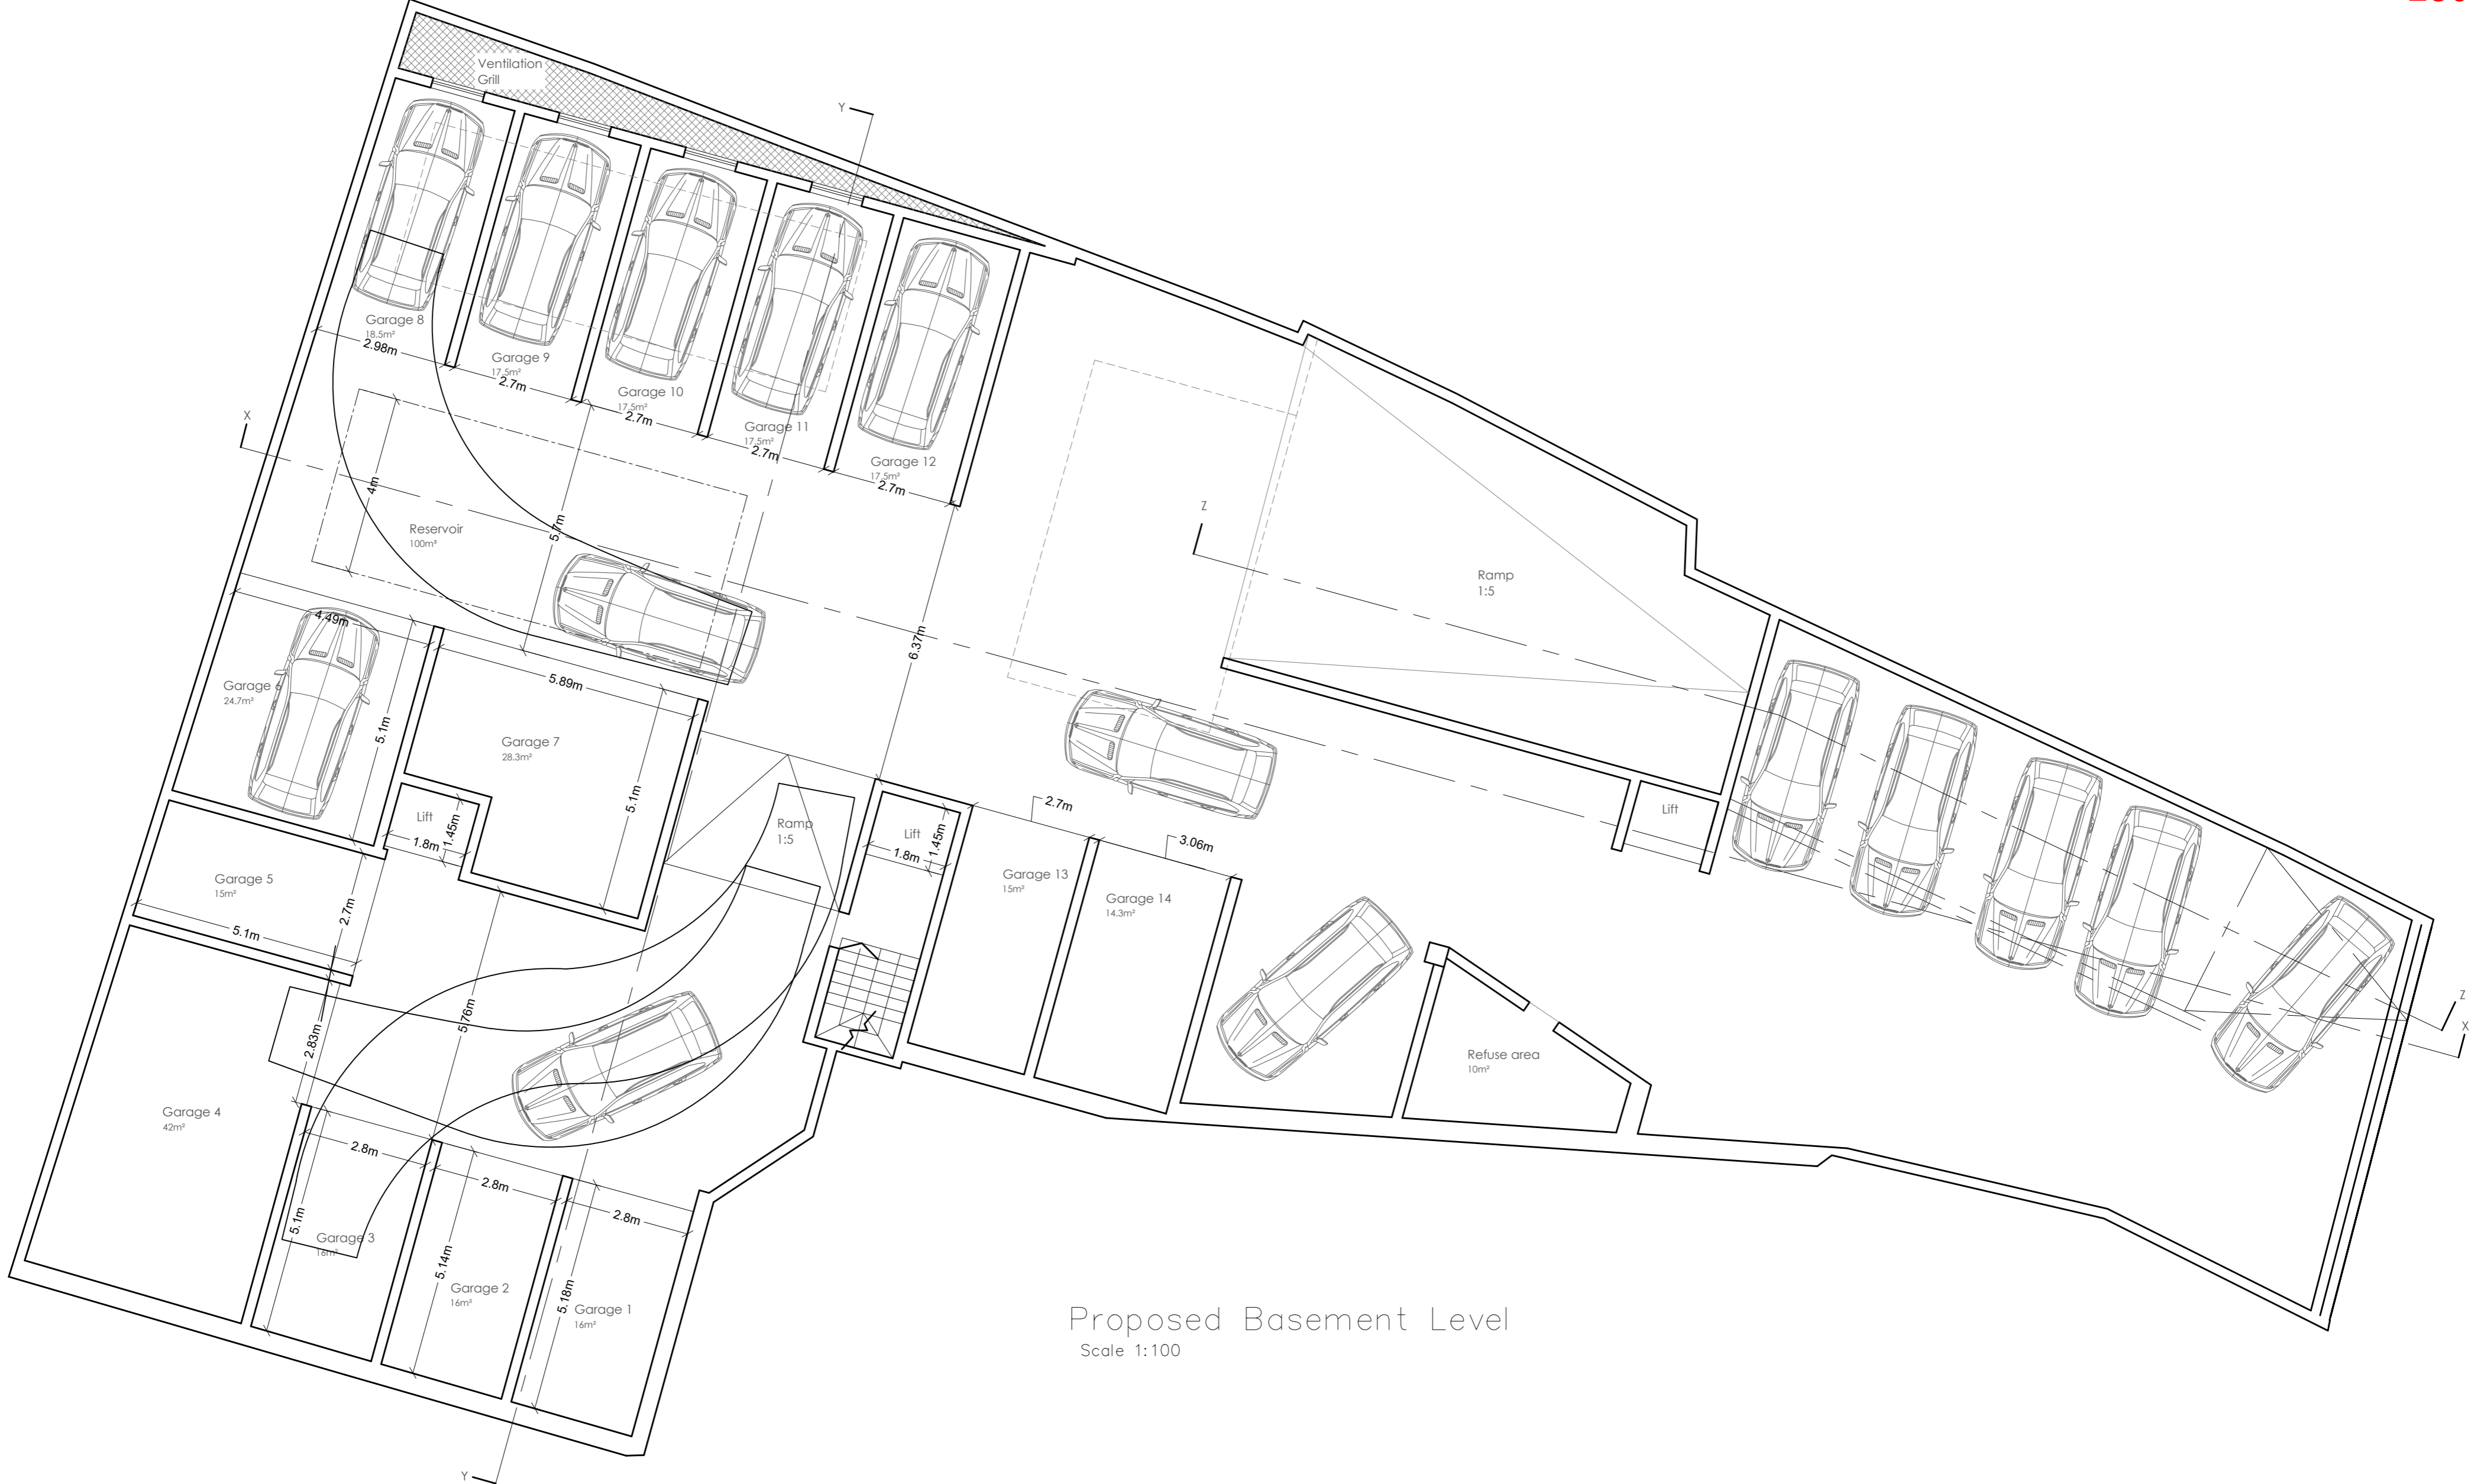 Ventilation
Grill
Y
Garage 8
18.5m²
2.98m
Garage 9
17.5m²
2.7m
Garage 10
17.5m²
2.7m
Garage 11
17.5m²
2.7m
Garage 12
17.5m²
2.7m
X
4m
5.7m
Reservoir
100m³
Z
Ramp
1:5
6.37m
4.49m
5.89m
Garage 6
24.7m²
5.1m
Garage 7
28.3m²
5.1m
Lift
1.45m
1.8m
Ramp
1:5
Lift
1.45m
1.8m
2.7m
3.06m
Lift
Garage 5
15m²
5.1m
2.7m
Garage 13
15m²
Garage 14
14.3m²
5.76m
2.83m
Refuse area
10m²
Z
X
Garage 4
42m²
2.8m
2.8m
2.8m
5.1m
Garage 3
16m²
5.14m
Garage 2
16m²
5.18m
Garage 1
16m²
Proposed Basement Level
Scale 1:100
Y